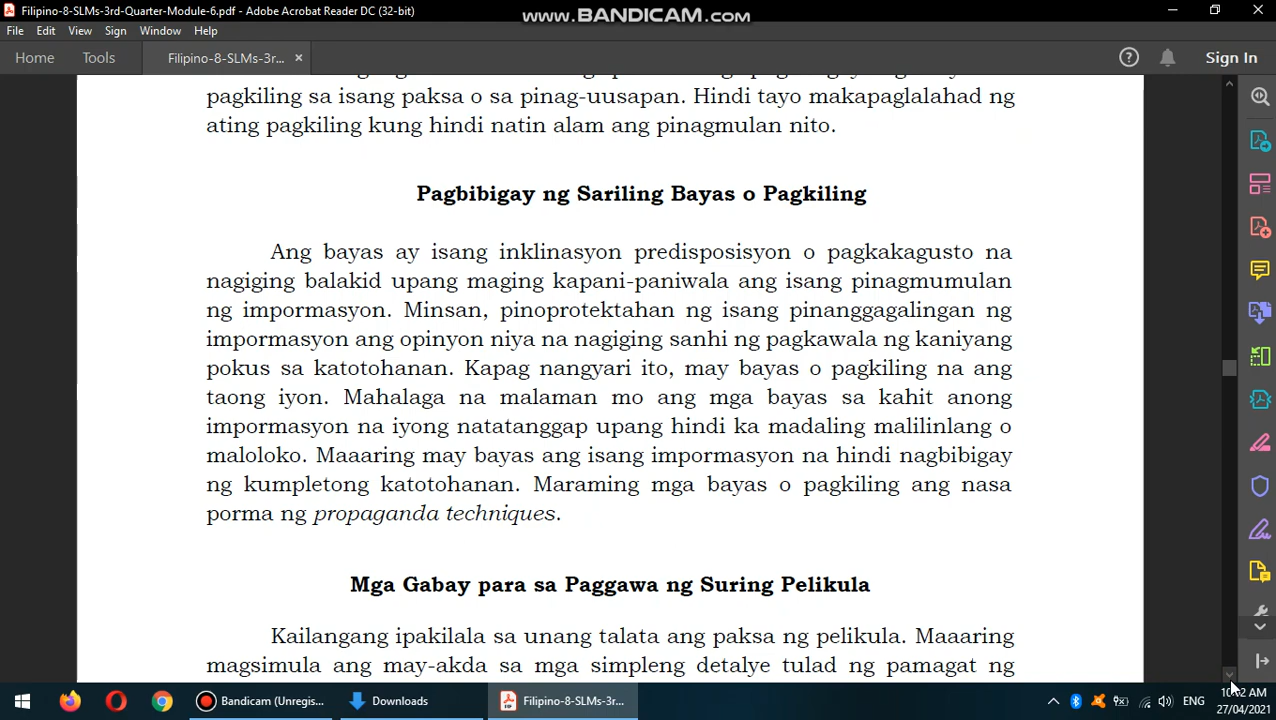 Filipino-8-SLMs-3rd-Quarter-Module-6.pdf - Adobe Acrobat Reader DC (32-bit)
www.BANDICAM.com
File Edit View Sign Window Help
Home Tools Filipino-8-SLMs-3r... × Sign In
pagkiling sa isang paksa o sa pinag-uusapan. Hindi tayo makapaglalahad ng
ating pagkiling kung hindi natin alam ang pinagmulan nito.
Pagbibigay ng Sariling Bayas o Pagkiling
Ang bayas ay isang inklinasyon predisposisyon o pagkakagusto na
nagiging balakid upang maging kapani-paniwala ang isang pinagmumulan
ng impormasyon. Minsan, pinoprotektahan ng isang pinanggagalingan ng
impormasyon ang opinyon niya na nagiging sanhi ng pagkawala ng kaniyang
pokus sa katotohanan. Kapag nangyari ito, may bayas o pagkiling na ang
taong iyon. Mahalaga na malaman mo ang mga bayas sa kahit anong
impormasyon na iyong natatanggap upang hindi ka madaling malilinlang o
maloloko. Maaaring may bayas ang isang impormasyon na hindi nagbibigay
ng kumpletong katotohanan. Maraming mga bayas o pagkiling ang nasa
porma ng propaganda techniques.
Mga Gabay para sa Paggawa ng Suring Pelikula
Kailangang ipakilala sa unang talata ang paksa ng pelikula. Maaaring
magsimula ang may-akda sa mga simpleng detalye tulad ng pamagat ng
Bandicam (Unregis... Downloads Filipino-8-SLMs-3r... ENG
AM
27/04/2021